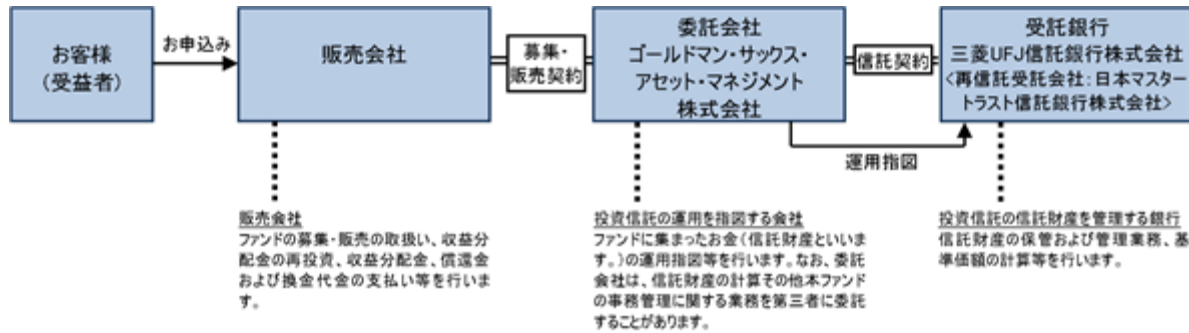 お客様
（受益者）
お申込み
販売会社
募集・
販売契約
委託会社
ゴールドマン・サックス・
アセット・マネジメント
株式会社
信託契約
受託銀行
三菱UFJ信託銀行株式会社
＜再信託受託会社：日本マスター
トラスト信託銀行株式会社＞
運用指図
販売会社
ファンドの募集・販売の取扱い、収益分
配金の再投資、収益分配金、償還金
および換金代金の支払い等を行いま
す。
投資信託の運用を指図する会社
ファンドに集まったお金（信託財産といいま
す。）の運用指図等を行います。なお、委託
会社は、信託財産の計算その他本ファンド
の事務管理に関する業務を第三者に委託
することがあります。
投資信託の信託財産を管理する銀行
信託財産の保管および管理業務、基
準価額の計算等を行います。